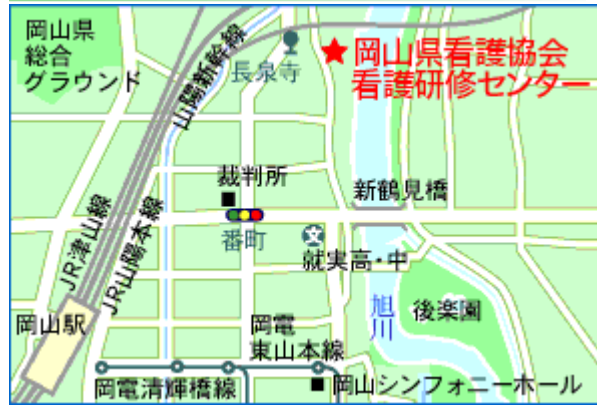 岡山県
総合
グラウンド
山陽新幹線
長泉寺
★岡山県看護協会
看護研修センター
裁判所
新鶴見橋
番町
文
就実高・中
JR津山線
JR山陽本線
旭川
後楽園
岡山駅
岡電
東山本線
岡電清輝橋線
■岡山シンフォニーホール